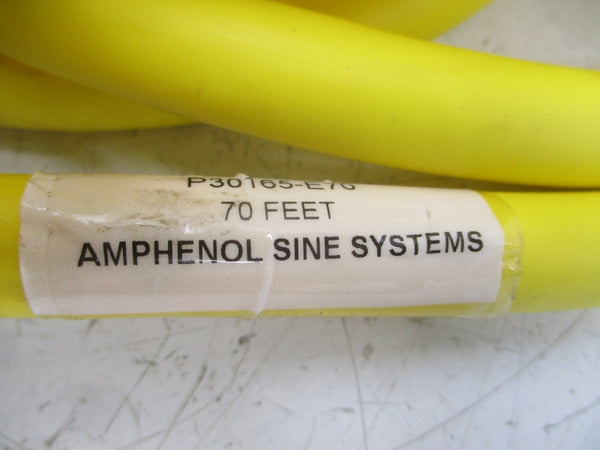 P30165-E70
70 FEET
AMPHENOL SINE SYSTEMS